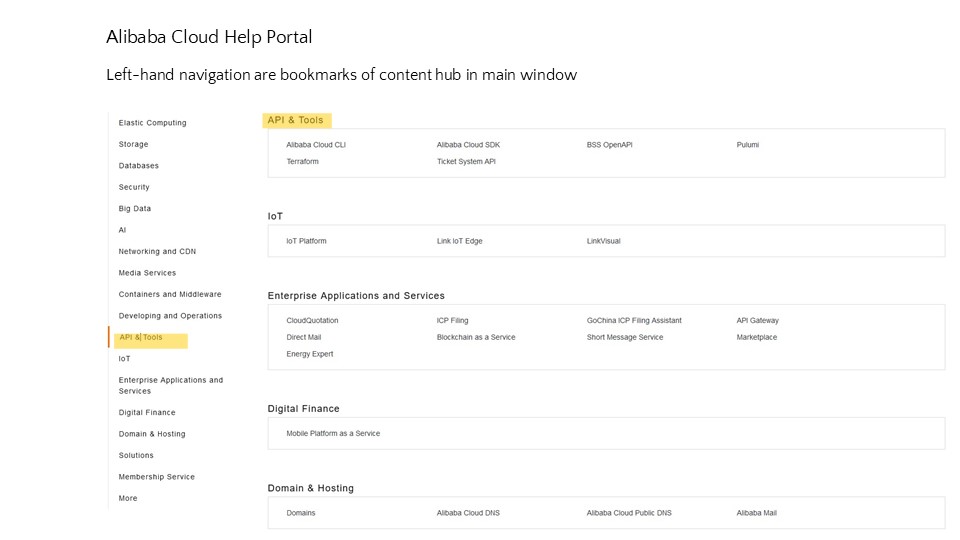 Alibaba Cloud Help Portal
Left-hand navigation are bookmarks of content hub in main window
Elastic Computing
Storage
Databases
Security
Big Data
AI
Networking and CDN
Media Services
Containers and Middleware
Developing and Operations
API & Tools
IoT
Enterprise Applications and
Services
Digital Finance
Domain & Hosting
Solutions
Membership Service
More
API & Tools
Alibaba Cloud CLI Alibaba Cloud SDK BSS OpenAPI Pulumi
Terraform Ticket System API
IoT
IoT Platform Link IoT Edge LinkVisual
Enterprise Applications and Services
CloudQuotation ICP Filing GoChina ICP Filing Assistant API Gateway
Direct Mail Blockchain as a Service Short Message Service Marketplace
Energy Expert
Digital Finance
Mobile Platform as a Service
Domain & Hosting
Domains Alibaba Cloud DNS Alibaba Cloud Public DNS Alibaba Mail